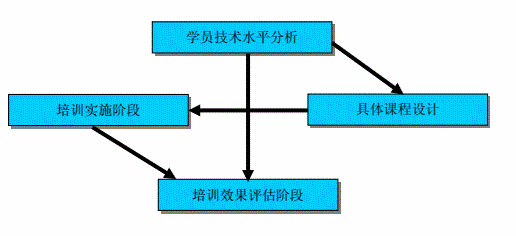 学员技术水平分析
培训实施阶段
具体课程设计
培训效果评估阶段